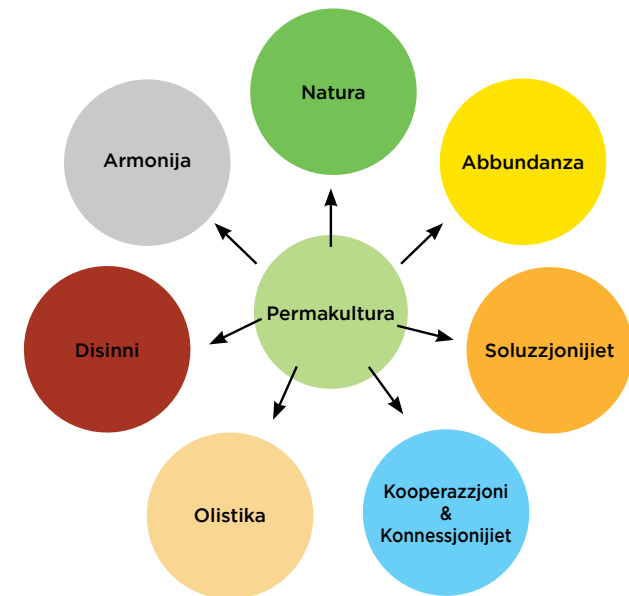 Natura
Armonija
Abbundanza
Permakultura
Disinni
Soluzzjonijiet
Olistika
Kooperazzjoni
&
Konnessjonijiet